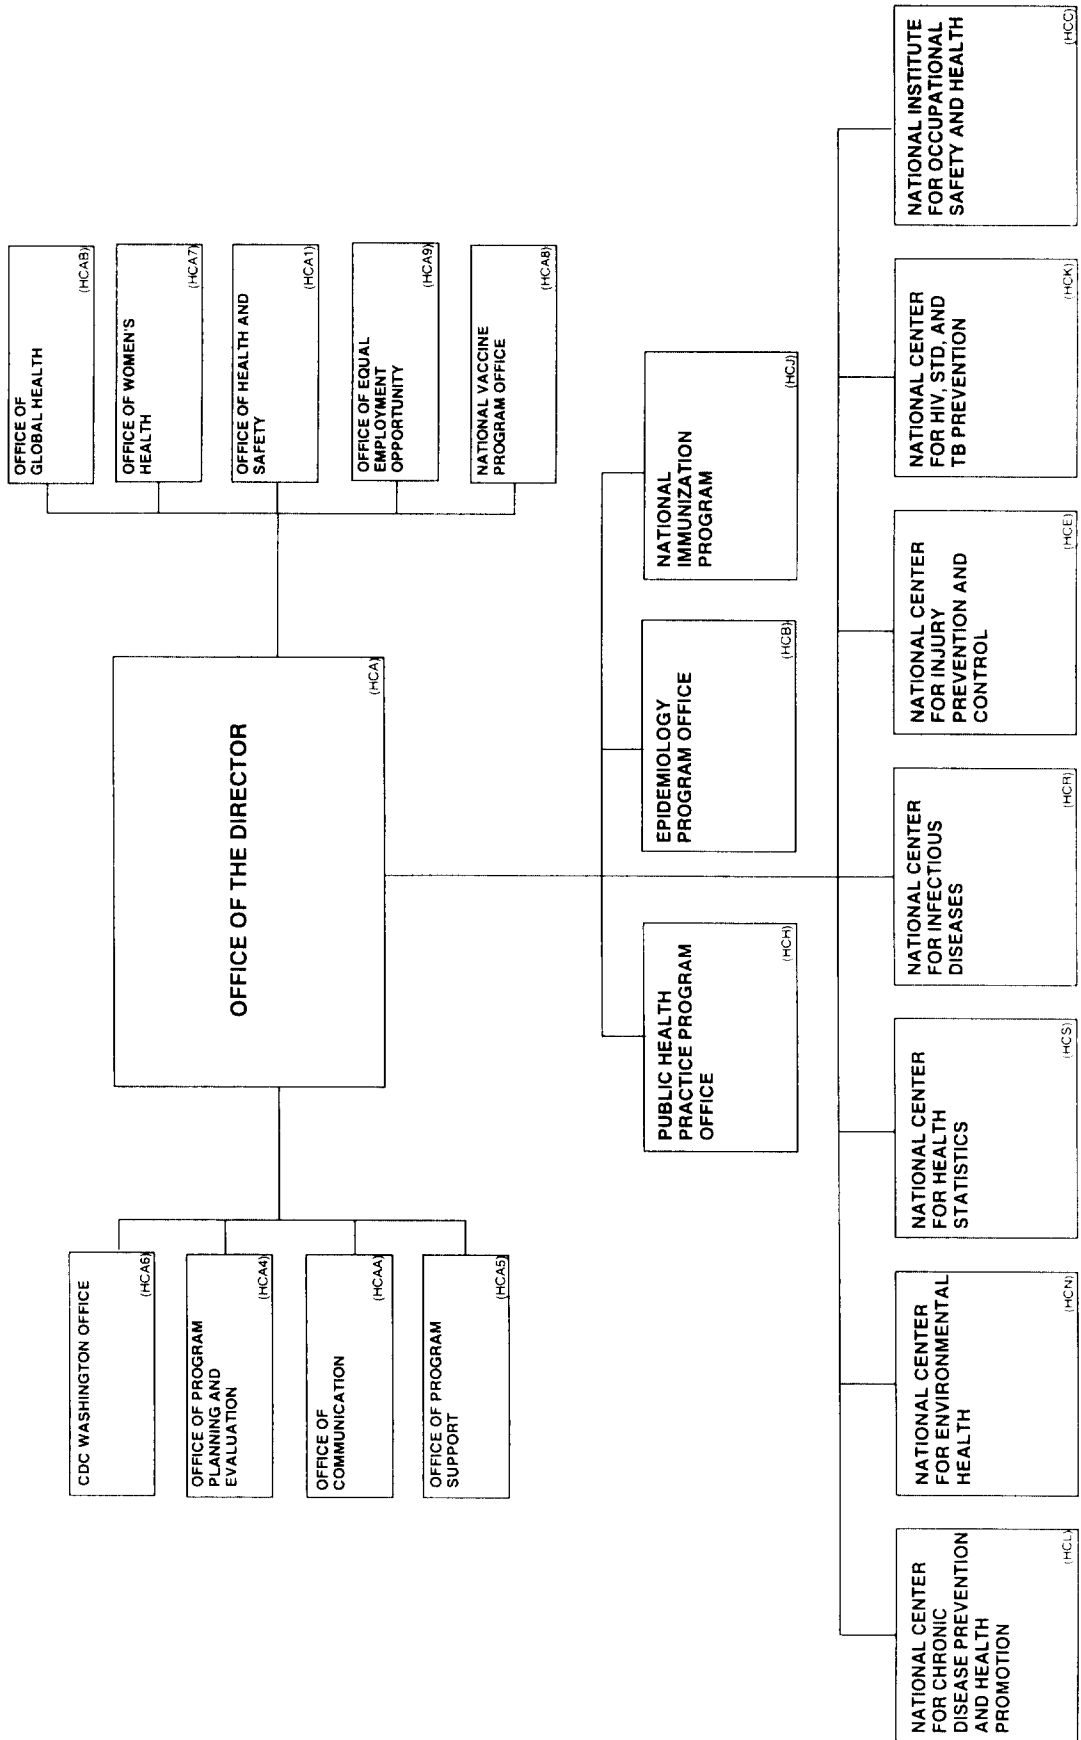 OFFICE OF THE DIRECTOR
(HCA)
CDC WASHINGTON OFFICE
(HCA6)
OFFICE OF PROGRAM
PLANNING AND
EVALUATION
(HCA4)
OFFICE OF
COMMUNICATION
(HCAA)
OFFICE OF PROGRAM
SUPPORT
(HCA5)
OFFICE OF
GLOBAL HEALTH
(HCAB)
OFFICE OF WOMEN'S
HEALTH
(HCA7)
OFFICE OF HEALTH AND
SAFETY
(HCA1)
OFFICE OF EQUAL
EMPLOYMENT
OPPORTUNITY
(HCA9)
NATIONAL VACCINE
PROGRAM OFFICE
(HCA8)
PUBLIC HEALTH
PRACTICE PROGRAM
OFFICE
(HCH)
EPIDEMIOLOGY
PROGRAM OFFICE
(HCB)
NATIONAL
IMMUNIZATION
PROGRAM
(HCJ)
NATIONAL CENTER
FOR CHRONIC
DISEASE PREVENTION
AND HEALTH
PROMOTION
(HCL)
NATIONAL CENTER
FOR ENVIRONMENTAL
HEALTH
(HCN)
NATIONAL CENTER
FOR HEALTH
STATISTICS
(HCS)
NATIONAL CENTER
FOR INFECTIOUS
DISEASES
(HCR)
NATIONAL CENTER
FOR INJURY
PREVENTION AND
CONTROL
(HCE)
NATIONAL CENTER
FOR HIV, STD, AND
TB PREVENTION
(HCK)
NATIONAL INSTITUTE
FOR OCCUPATIONAL
SAFETY AND HEALTH
(HCC)